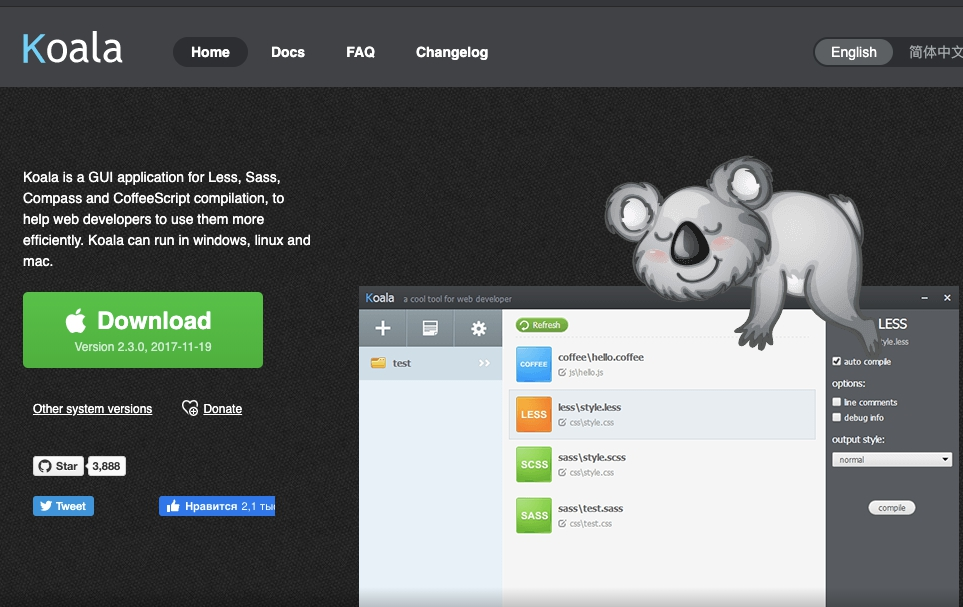 Koala
Home Docs FAQ Changelog
English 简体中文
Koala is a GUI application for Less, Sass,
Compass and CoffeeScript compilation, to
help web developers to use them more
efficiently. Koala can run in windows, linux and
mac.
Download
Version 2.3.0, 2017-11-19
Other system versions Donate
Star 3,888
Tweet
Нравится 2,1
Koala a cool tool for web developer
test
Refresh
COFFEE
coffee\hello.coffee
js\hello.js
LESS
less\style.less
css\style.css
SCSS
sass\style.scss
css\style.css
SASS
sass\test.sass
css\test.css
LESS
yle.less
auto compile
options:
line comments
debug info
output style:
normal
compile